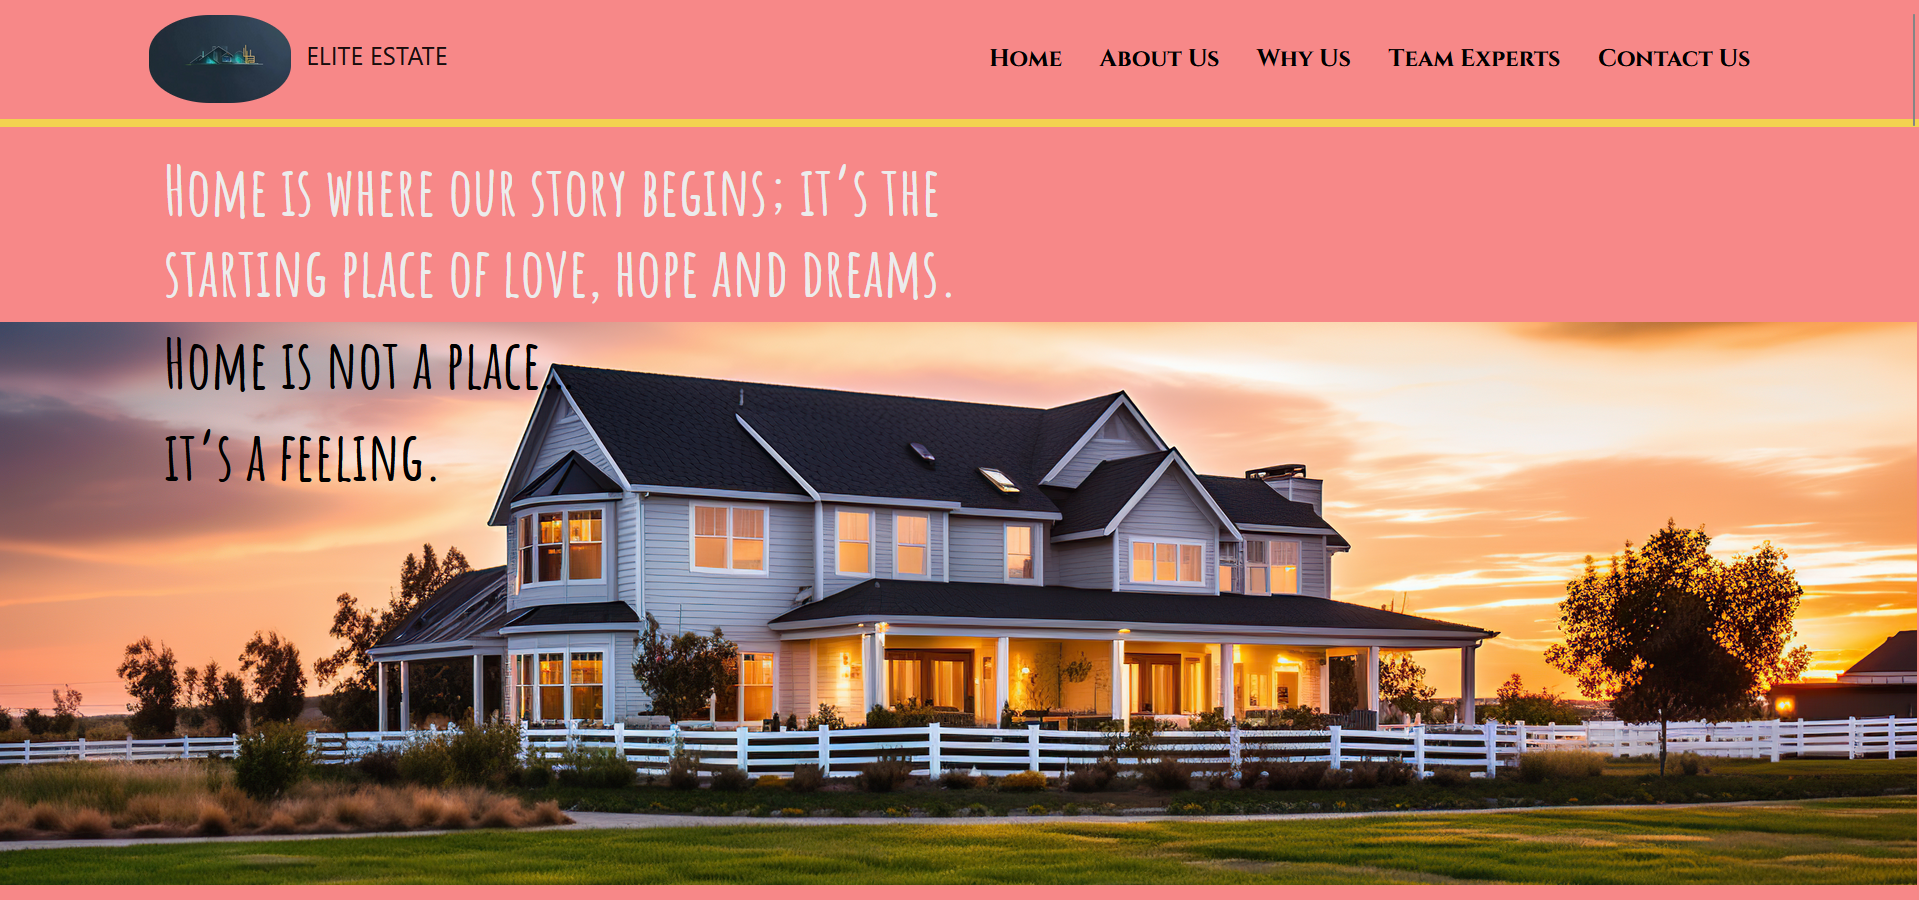 ELITE ESTATE
Home About Us Why Us Team Experts Contact Us
Home is where our story begins; it's the
starting place of love, hope and dreams.
Home is not a place,
it's a feeling.